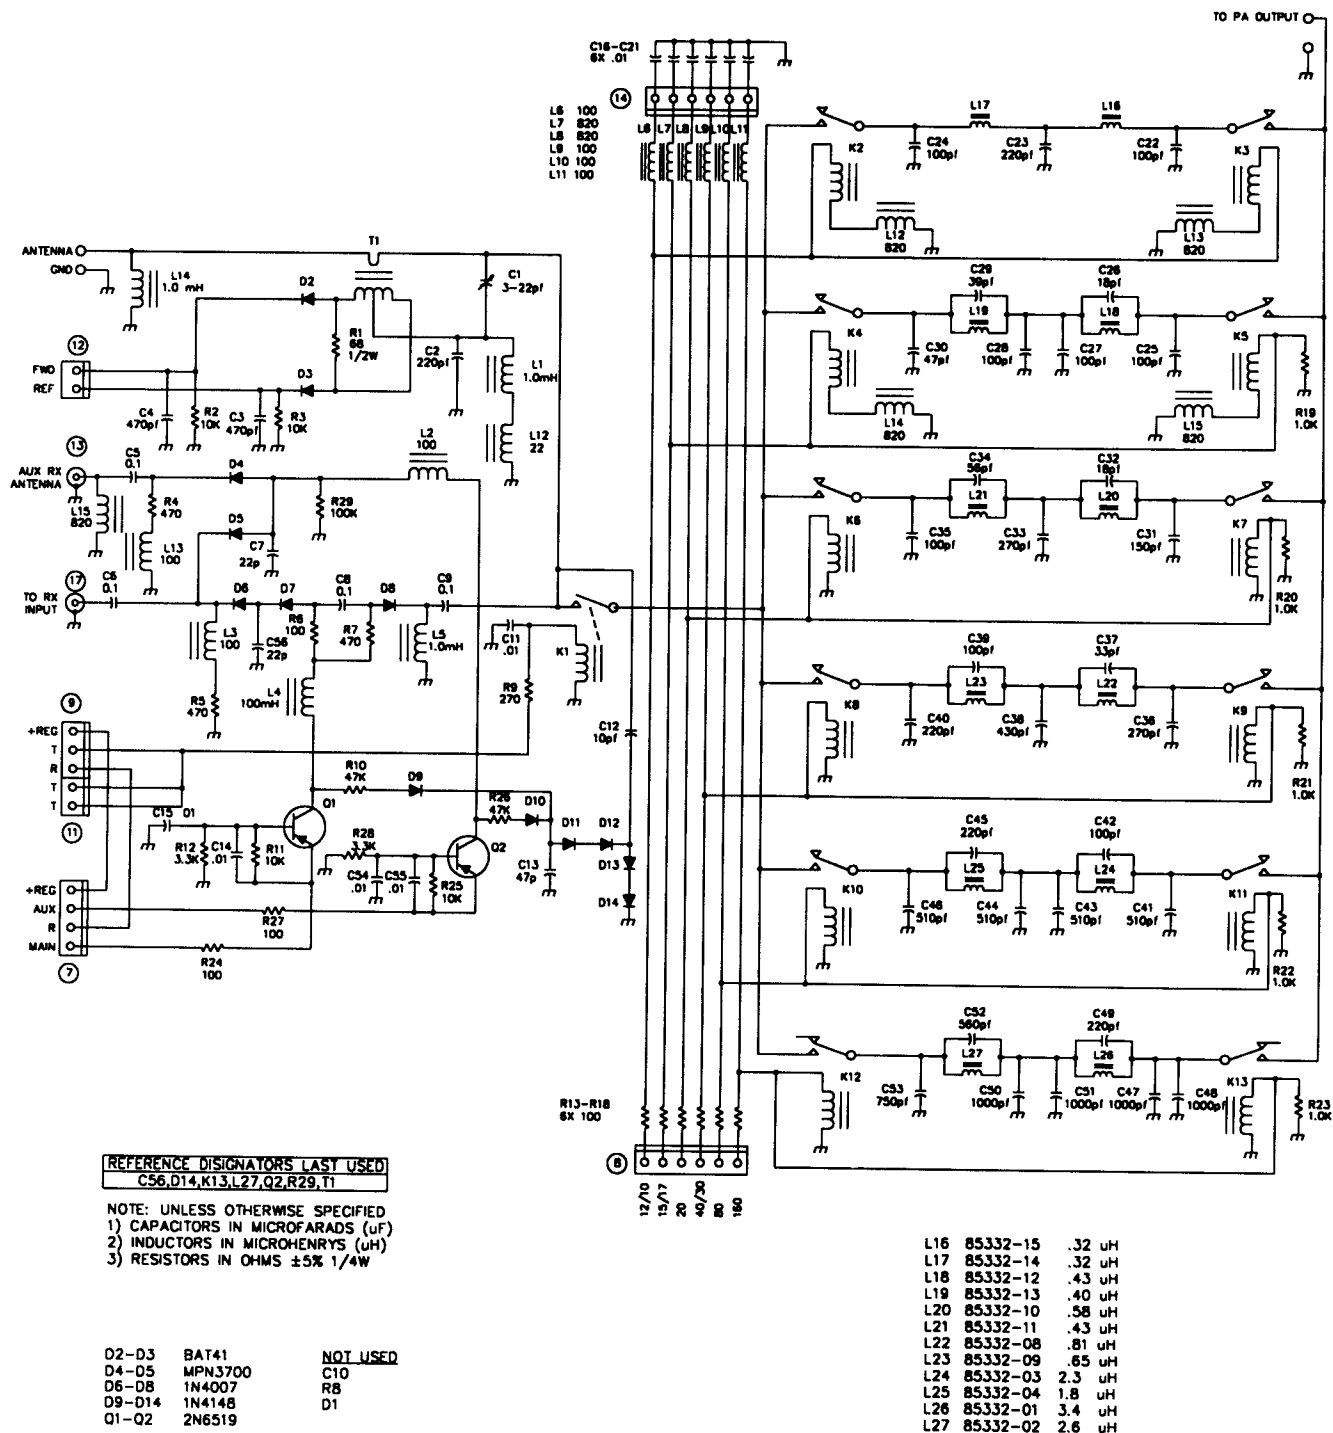 TO PA OUTPUT
C16-C21
6X .01
14
L6 100
L7 820
L8 820
L9 100
L10 100
L11 100
L6 L7 L8 L9 L10 L11
K2
C24
100pf
L17
C23
220pf
L16
C22
100pf
K3
L12
820
L13
820
ANTENNA
GND
L14
1.0 mH
T1
D2
C1
3-22pf
R1
68
1/2W
C2
220pf
L1
1.0mH
12
FWD
REF
D3
C4
470pf
R2
10K
C3
470pf
R3
10K
L2
100
L12
22
K4
C30
47pf
C29
39pf
L19
C28
100pf
C27
100pf
C26
18pf
L18
C25
100pf
K5
R19
1.0K
L14
820
L15
820
13
AUX RX
ANTENNA
C5
0.1
D4
L15
820
R4
470
L13
100
D5
C7
22p
R29
100K
K6
C35
100pf
C34
56pf
L21
C33
270pf
C32
18pf
L20
C31
150pf
K7
R20
1.0K
17
TO RX
INPUT
C6
0.1
D6
D7
C8
0.1
D8
C9
0.1
L3
100
C56
22p
R6
100
R7
470
L5
1.0mH
C11
.01
K1
R5
470
L4
100mH
R9
270
C12
10pf
K8
C40
220pf
C39
100pf
L23
C38
430pf
C37
33pf
L22
C36
270pf
K9
R21
1.0K
9
+REG
T
R
T
T
11
R10
47K
D9
C15
D1
Q1
R12
3.3K
C14
.01
R11
10K
R28
3.3K
C54
.01
C55
.01
R25
10K
Q2
R26
47K
D10
D11
D12
C13
47p
D13
D14
K10
C46
510pf
C45
220pf
L25
C44
510pf
C43
510pf
C42
100pf
L24
C41
510pf
K11
R22
1.0K
+REG
AUX
R
MAIN
7
R27
100
R24
100
K12
C53
750pf
C52
560pf
L27
C50
1000pf
C51
1000pf
C49
220pf
L26
C47
1000pf
C48
1000pf
K13
R23
1.0K
R13-R18
6X 100
8
12/10
15/17
20
40/30
80
160
REFERENCE DISIGNATORS LAST USED
C56,D14,K13,L27,Q2,R29,T1
NOTE: UNLESS OTHERWISE SPECIFIED
1) CAPACITORS IN MICROFARADS (uF)
2) INDUCTORS IN MICROHENRYS (uH)
3) RESISTORS IN OHMS ±5% 1/4W
D2-D3 BAT41
D4-D5 MPN3700
D6-D8 1N4007
D9-D14 1N4148
Q1-Q2 2N6519
NOT USED
C10
R8
D1
L16 85332-15 .32 uH
L17 85332-14 .32 uH
L18 85332-12 .43 uH
L19 85332-13 .40 uH
L20 85332-10 .58 uH
L21 85332-11 .43 uH
L22 85332-08 .81 uH
L23 85332-09 .65 uH
L24 85332-03 2.3 uH
L25 85332-04 1.8 uH
L26 85332-01 3.4 uH
L27 85332-02 2.6 uH